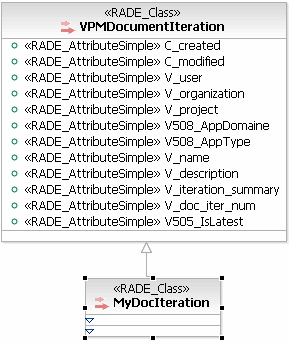 «RADE_Class»
VPMDocumentIteration
«RADE_AttributeSimple» C_created
«RADE_AttributeSimple» C_modified
«RADE_AttributeSimple» V_user
«RADE_AttributeSimple» V_organization
«RADE_AttributeSimple» V_project
«RADE_AttributeSimple» V508_AppDomaine
«RADE_AttributeSimple» V508_AppType
«RADE_AttributeSimple» V_name
«RADE_AttributeSimple» V_description
«RADE_AttributeSimple» V_iteration_summary
«RADE_AttributeSimple» V_doc_iter_num
«RADE_AttributeSimple» V505_IsLatest
«RADE_Class»
MyDocIteration